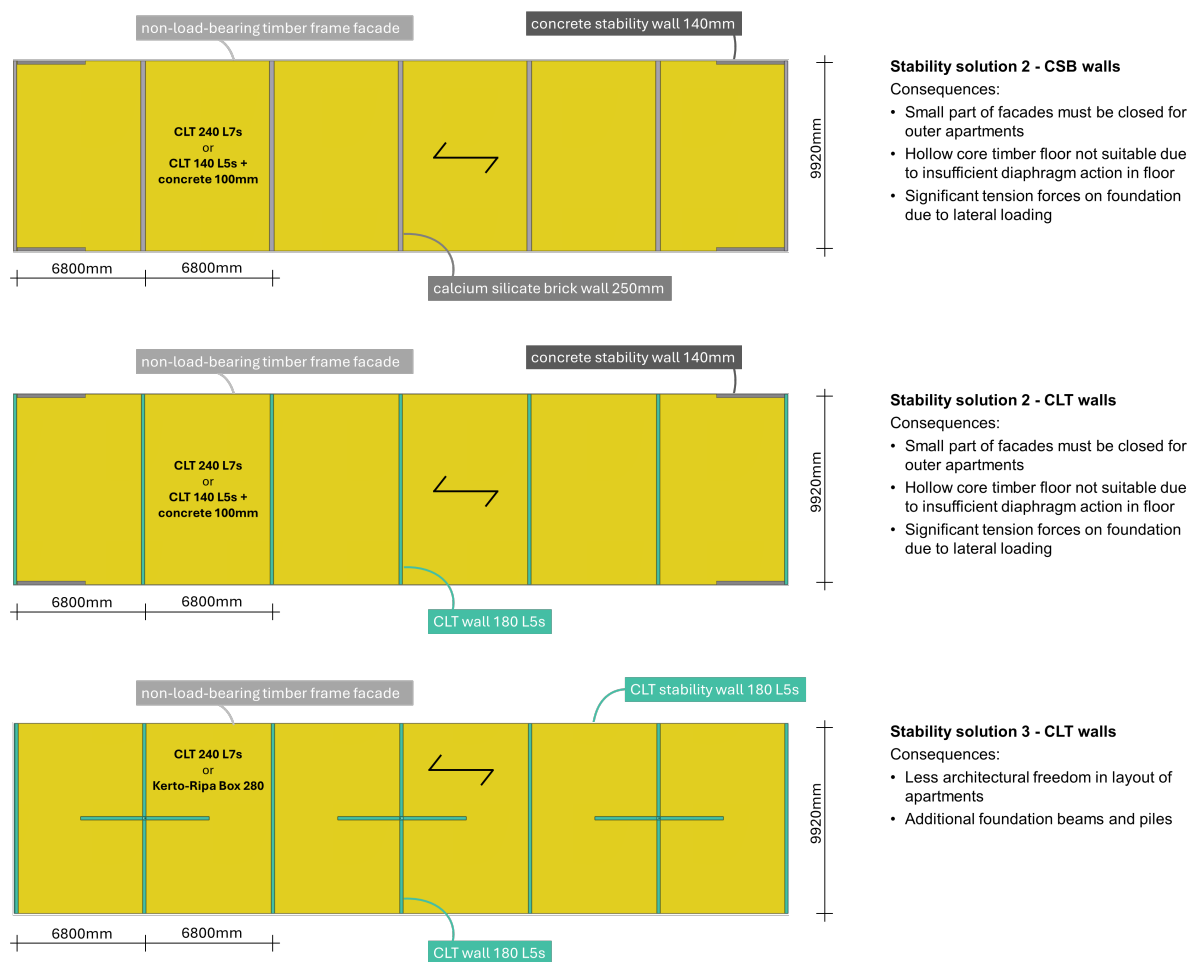 non-load-bearing timber frame facade
concrete stability wall 140mm
CLT 240 L7s
or
CLT 140 L5s +
concrete 100mm
9920mm
6800mm
6800mm
calcium silicate brick wall 250mm
Stability solution 2 - CSB walls
Consequences:
• Small part of facades must be closed for
outer apartments
• Hollow core timber floor not suitable due
to insufficient diaphragm action in floor
• Significant tension forces on foundation
due to lateral loading
non-load-bearing timber frame facade
concrete stability wall 140mm
CLT 240 L7s
or
CLT 140 L5s +
concrete 100mm
9920mm
6800mm
6800mm
CLT wall 180 L5s
Stability solution 2 - CLT walls
Consequences:
• Small part of facades must be closed for
outer apartments
• Hollow core timber floor not suitable due
to insufficient diaphragm action in floor
• Significant tension forces on foundation
due to lateral loading
non-load-bearing timber frame facade
CLT stability wall 180 L5s
CLT 240 L7s
or
Kerto-Ripa Box 280
9920mm
6800mm
6800mm
CLT wall 180 L5s
Stability solution 3 - CLT walls
Consequences:
• Less architectural freedom in layout of
apartments
• Additional foundation beams and piles